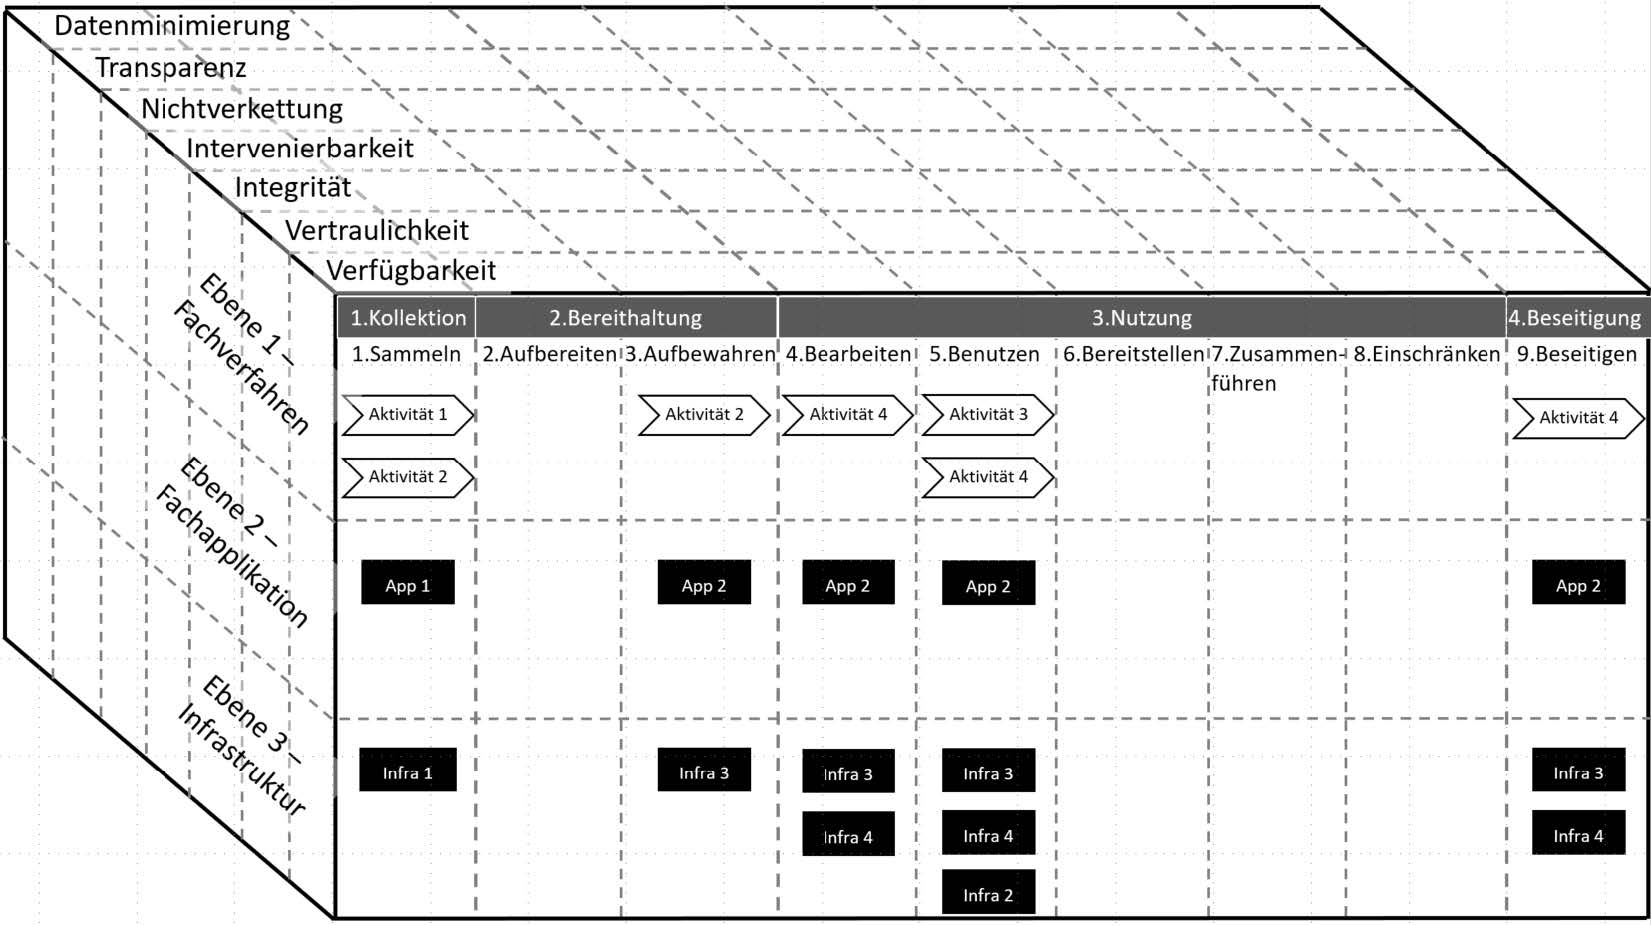 Datenminimierung
Transparenz
Nichtverkettung
Intervenierbarkeit
Integrität
Vertraulichkeit
Verfügbarkeit
Ebene 1 –
Fachverfahren
Ebene 2 –
Fachapplikation
Ebene 3 –
Infrastruktur
1.Kollektion 2.Bereithaltung 3.Nutzung 4.Beseitigung
1.Sammeln 2.Aufbereiten 3.Aufbewahren 4.Bearbeiten 5.Benutzen 6.Bereitstellen 7.Zusammen- 8.Einschränken 9.Beseitigen
führen
Aktivität 1 Aktivität 2 Aktivität 4 Aktivität 3 Aktivität 4
Aktivität 2 Aktivität 4
App 1 App 2 App 2 App 2 App 2
Infra 1 Infra 3 Infra 3 Infra 3 Infra 3
Infra 4 Infra 4 Infra 4
Infra 2